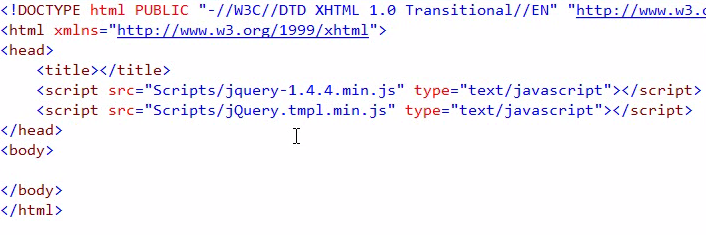 <!DOCTYPE html PUBLIC "-//W3C//DTD XHTML 1.0 Transitional//EN" "http://www.w3.
<html xmlns="http://www.w3.org/1999/xhtml">
<head>
    <title></title>
    <script src="Scripts/jquery-1.4.4.min.js" type="text/javascript"></script>
    <script src="Scripts/jQuery.tmpl.min.js" type="text/javascript"></script>
</head>
<body>
</body>
</html>